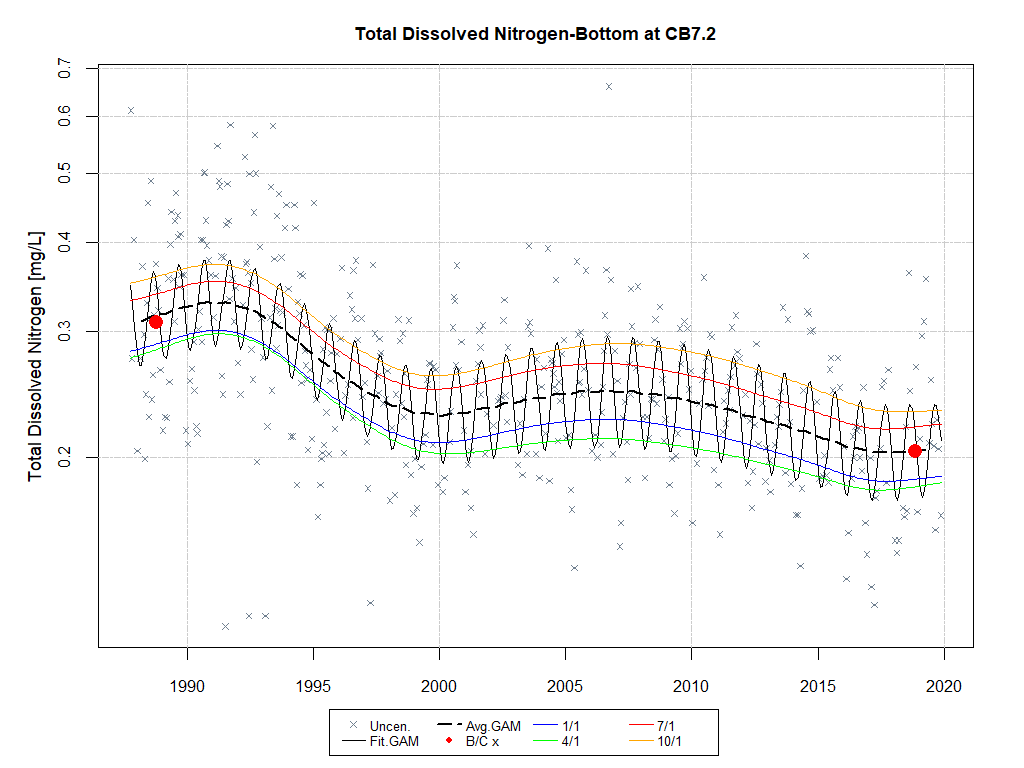 Total Dissolved Nitrogen-Bottom at CB7.2
Total Dissolved Nitrogen [mg/L]
0.7
0.6
0.5
0.4
0.3
0.2
1990 1995 2000 2005 2010 2015 2020
Uncen. Avg.GAM 1/1 7/1
Fit.GAM B/C x 4/1 10/1